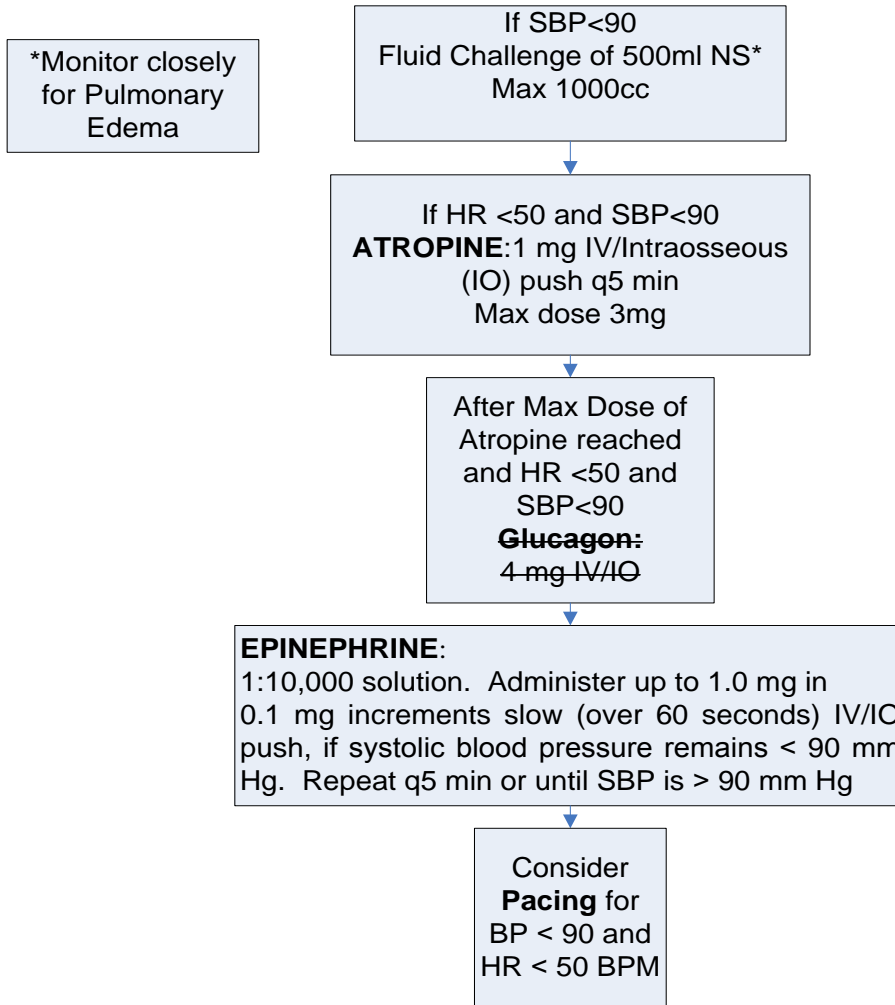 *Monitor closely
for Pulmonary
Edema
If SBP<90
Fluid Challenge of 500ml NS*
Max 1000cc
If HR <50 and SBP<90
ATROPINE:1 mg IV/Intraosseous
(IO) push q5 min
Max dose 3mg
After Max Dose of
Atropine reached
and HR <50 and
SBP<90
Glucagon:
4 mg IV/IO
EPINEPHRINE:
1:10,000 solution. Administer up to 1.0 mg in
0.1 mg increments slow (over 60 seconds) IV/IO
push, if systolic blood pressure remains < 90 mm
Hg. Repeat q5 min or until SBP is > 90 mm Hg
Consider
Pacing for
BP < 90 and
HR < 50 BPM